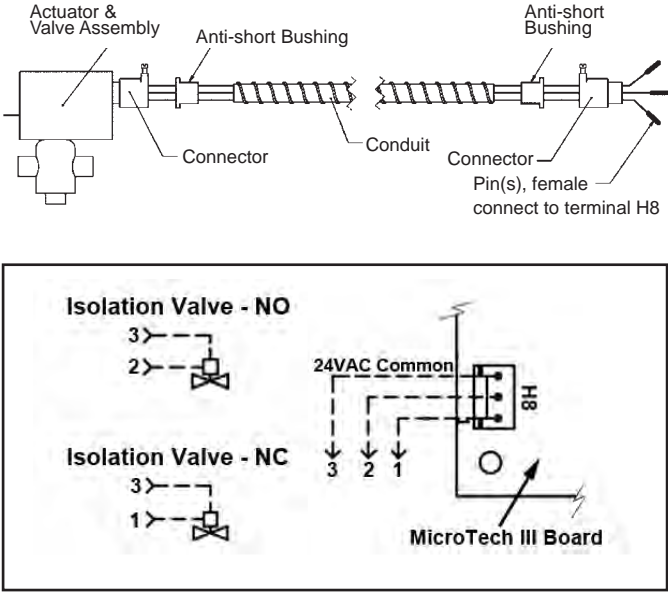 Actuator &
Valve Assembly
Anti-short Bushing
Anti-short
Bushing
Connector
Conduit
Connector
Pin(s), female
connect to terminal H8
Isolation Valve - NO
3
2
24VAC Common
H8
3 2 1
Isolation Valve - NC
3
1
MicroTech III Board